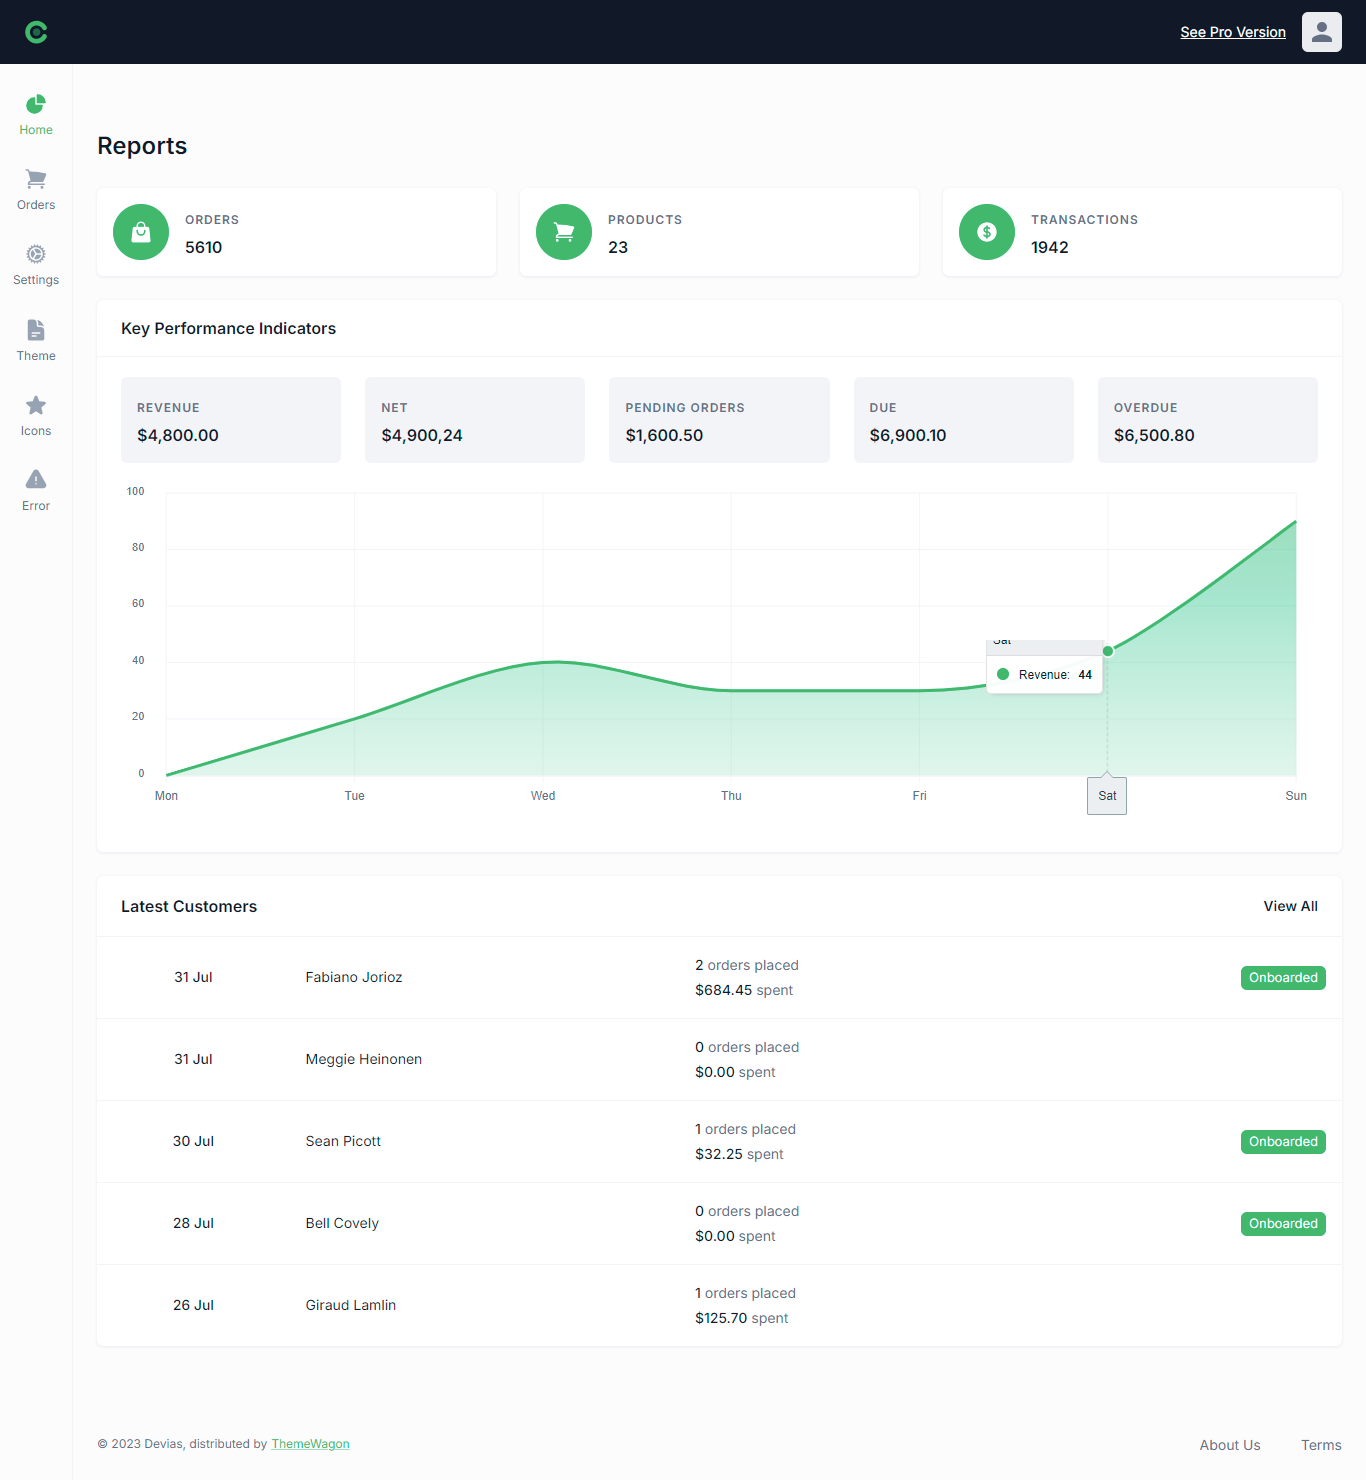 See Pro Version
Home
Orders
Settings
Theme
Icons
Error
Reports
ORDERS
5610
PRODUCTS
23
TRANSACTIONS
1942
Key Performance Indicators
REVENUE
$4,800.00
NET
$4,900,24
PENDING ORDERS
$1,600.50
DUE
$6,900.10
OVERDUE
$6,500.80
100
80
60
40
20
0
Sat
Revenue: 44
Mon Tue Wed Thu Fri Sat Sun
Latest Customers
View All
31 Jul Fabiano Jorioz
2 orders placed
$684.45 spent
Onboarded
31 Jul Meggie Heinonen
0 orders placed
$0.00 spent
30 Jul Sean Picott
1 orders placed
$32.25 spent
Onboarded
28 Jul Bell Covely
0 orders placed
$0.00 spent
Onboarded
26 Jul Giraud Lamlin
1 orders placed
$125.70 spent
© 2023 Devias, distributed by ThemeWagon
About Us Terms